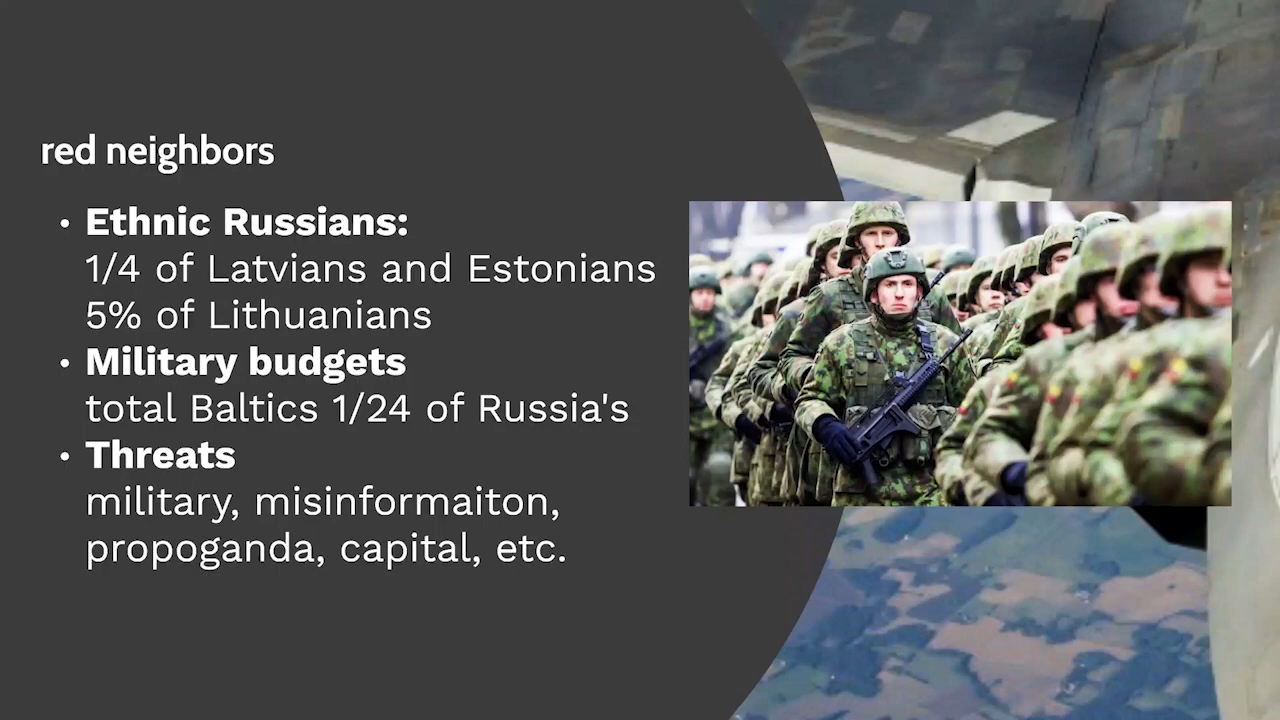 red neighbors
• Ethnic Russians:
1/4 of Latvians and Estonians
5% of Lithuanians
• Military budgets
total Baltics 1/24 of Russia's
• Threats
military, misinformaiton,
propoganda, capital, etc.